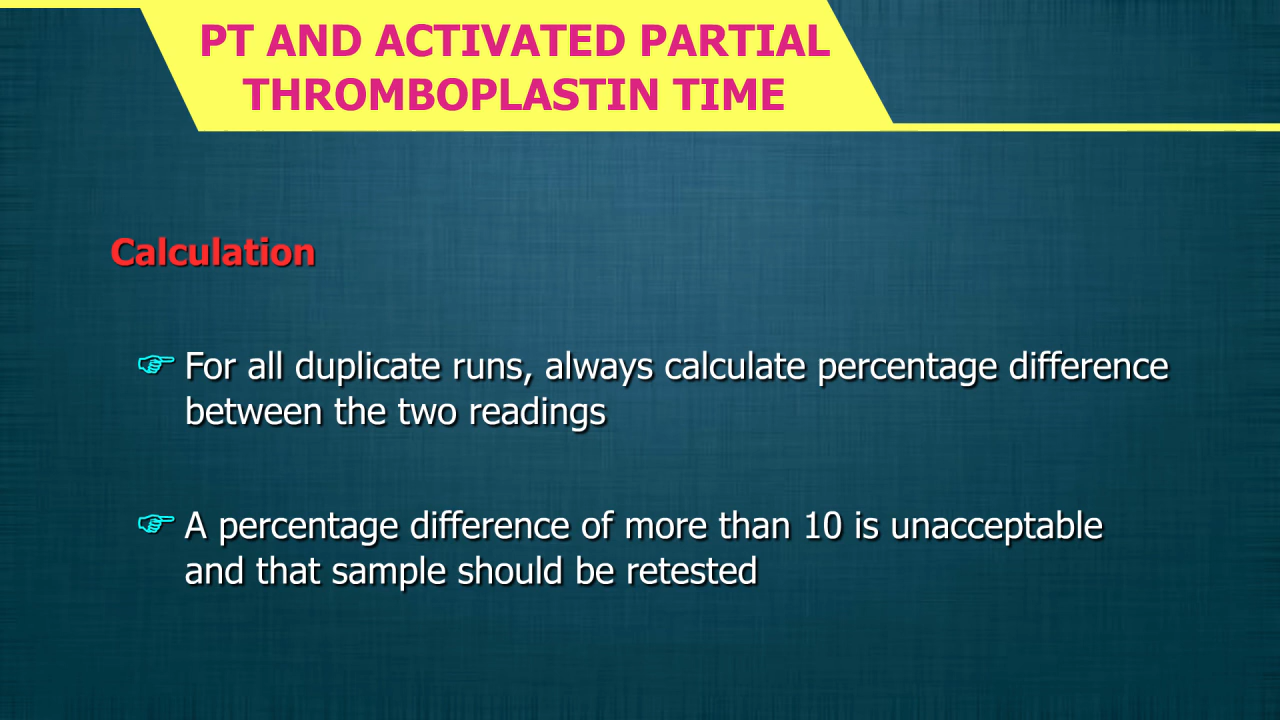 PT AND ACTIVATED PARTIAL
THROMBOPLASTIN TIME
Calculation
☞ For all duplicate runs, always calculate percentage difference
between the two readings
☞ A percentage difference of more than 10 is unacceptable
and that sample should be retested